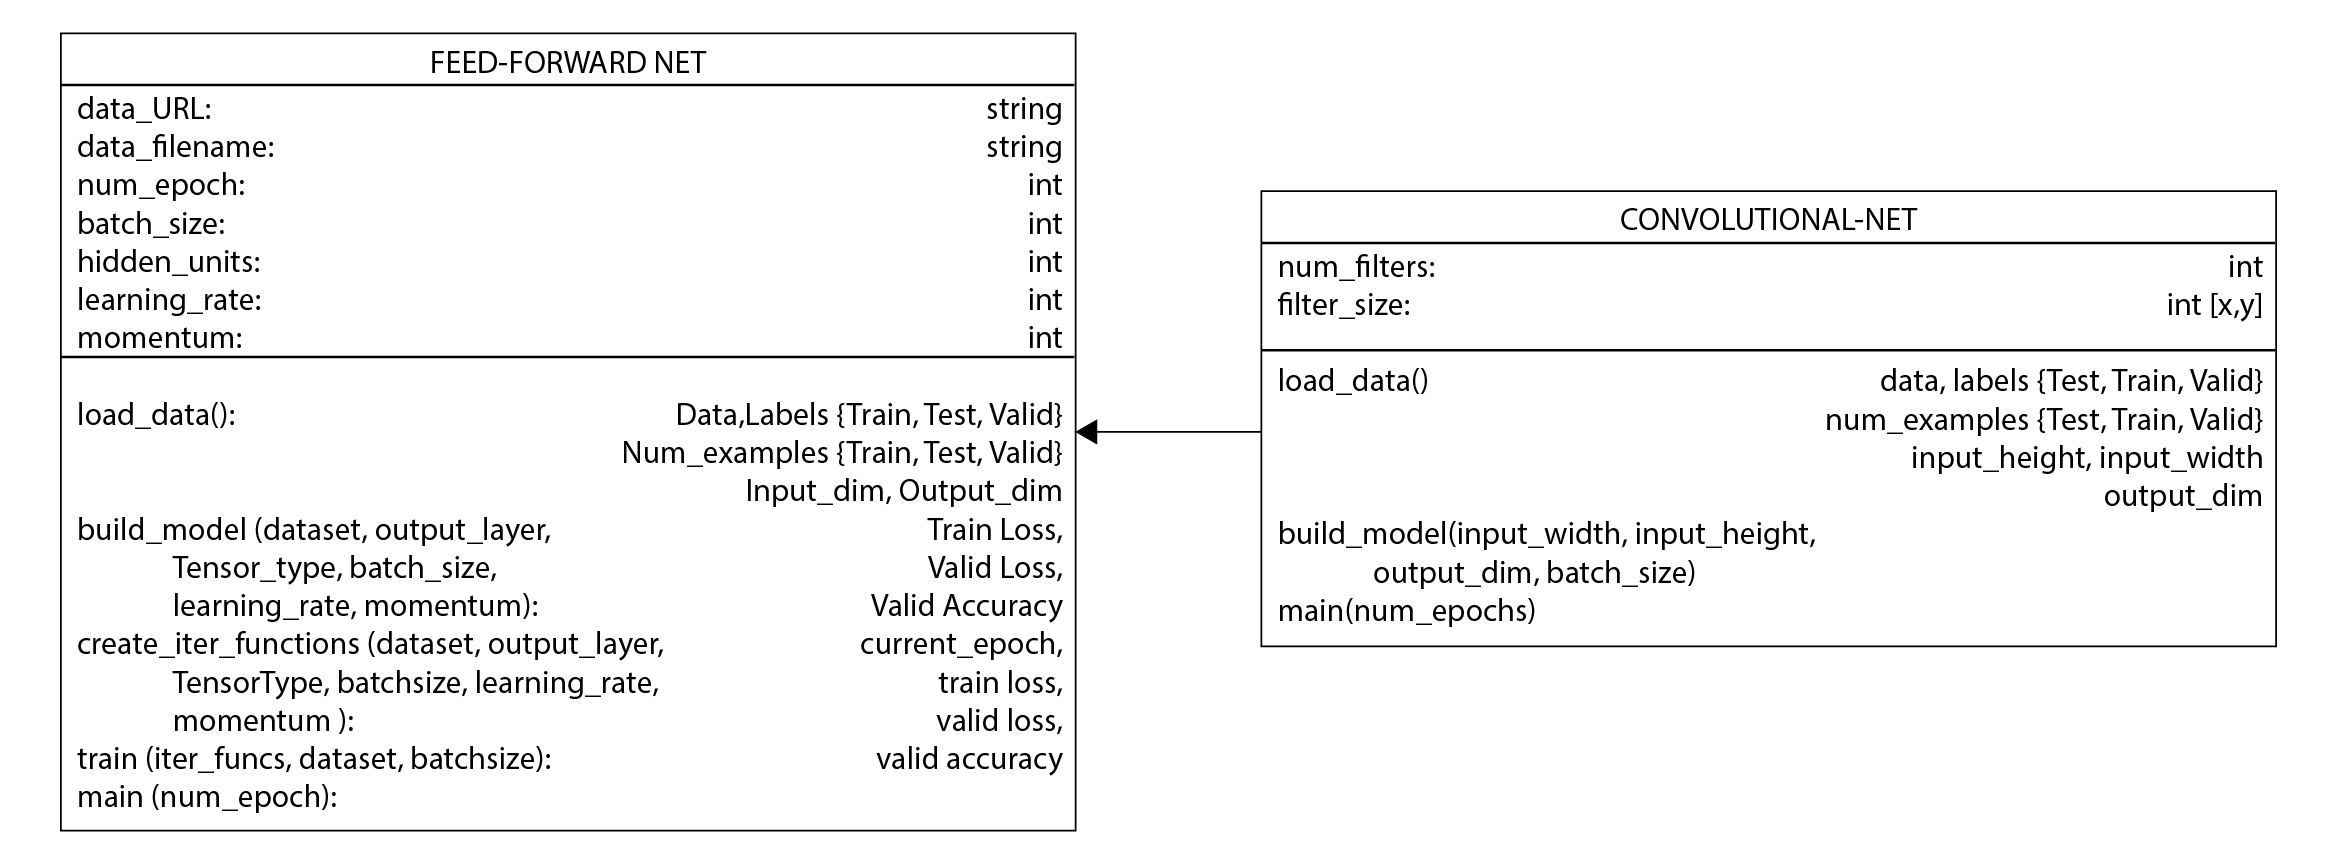 FEED-FORWARD NET
data_URL: string
data_filename: string
num_epoch: int
batch_size: int
hidden_units: int
learning_rate: int
momentum: int
load_data(): Data,Labels {Train, Test, Valid}
Num_examples {Train, Test, Valid}
Input_dim, Output_dim
build_model (dataset, output_layer, Train Loss,
Tensor_type, batch_size, Valid Loss,
learning_rate, momentum): Valid Accuracy
create_iter_functions (dataset, output_layer, current_epoch,
TensorType, batchsize, learning_rate, train loss,
momentum ): valid loss,
train (iter_funcs, dataset, batchsize): valid accuracy
main (num_epoch):
CONVOLUTIONAL-NET
num_filters: int
filter_size: int [x,y]
load_data() data, labels {Test, Train, Valid}
num_examples {Test, Train, Valid}
input_height, input_width
output_dim
build_model(input_width, input_height,
output_dim, batch_size)
main(num_epochs)